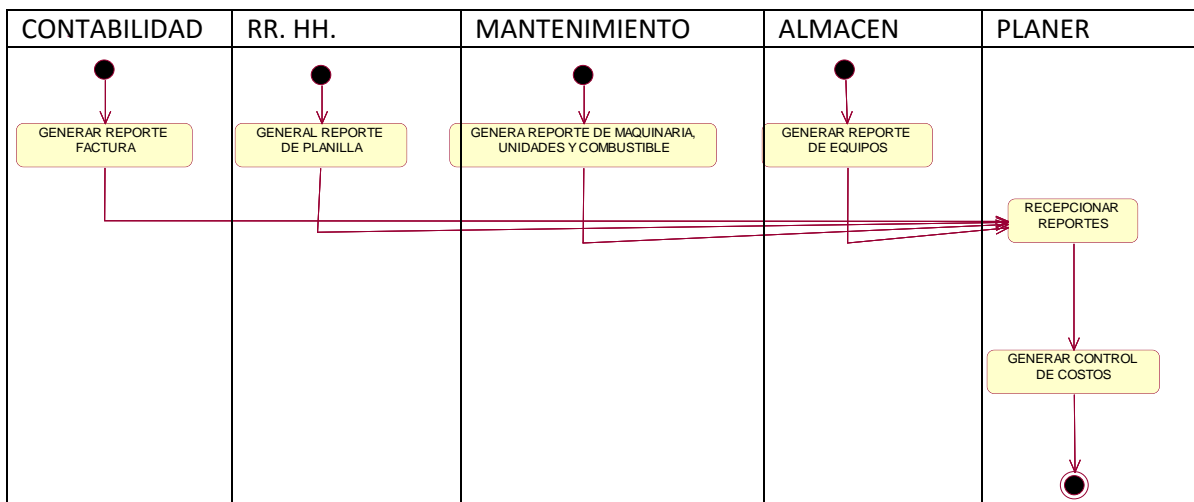 CONTABILIDAD
RR. HH.
MANTENIMIENTO
ALMACEN
PLANER
GENERAR REPORTE
FACTURA
GENERAL REPORTE
DE PLANILLA
GENERA REPORTE DE MAQUINARIA,
UNIDADES Y COMBUSTIBLE
GENERAR REPORTE
DE EQUIPOS
RECEPCIONAR
REPORTES
GENERAR CONTROL
DE COSTOS